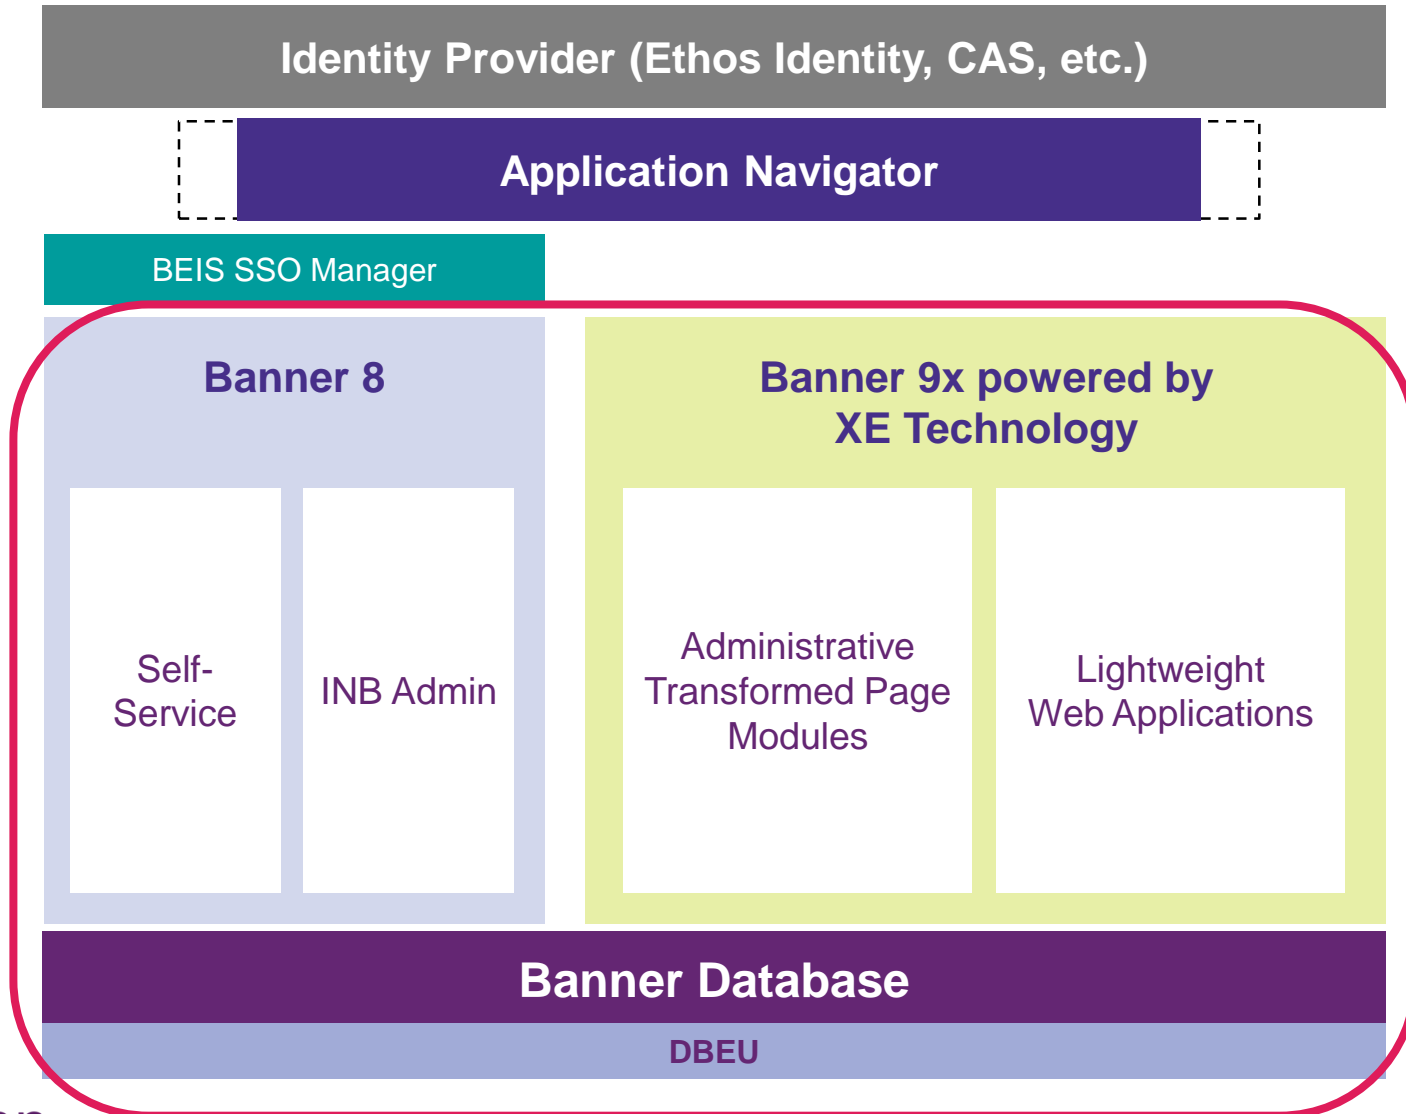 Identity Provider (Ethos Identity, CAS, etc.)
Application Navigator
BEIS SSO Manager
Banner 8
Banner 9x powered by
XE Technology
Self-
Service
INB Admin
Administrative
Transformed Page
Modules
Lightweight
Web Applications
Banner Database
DBEU